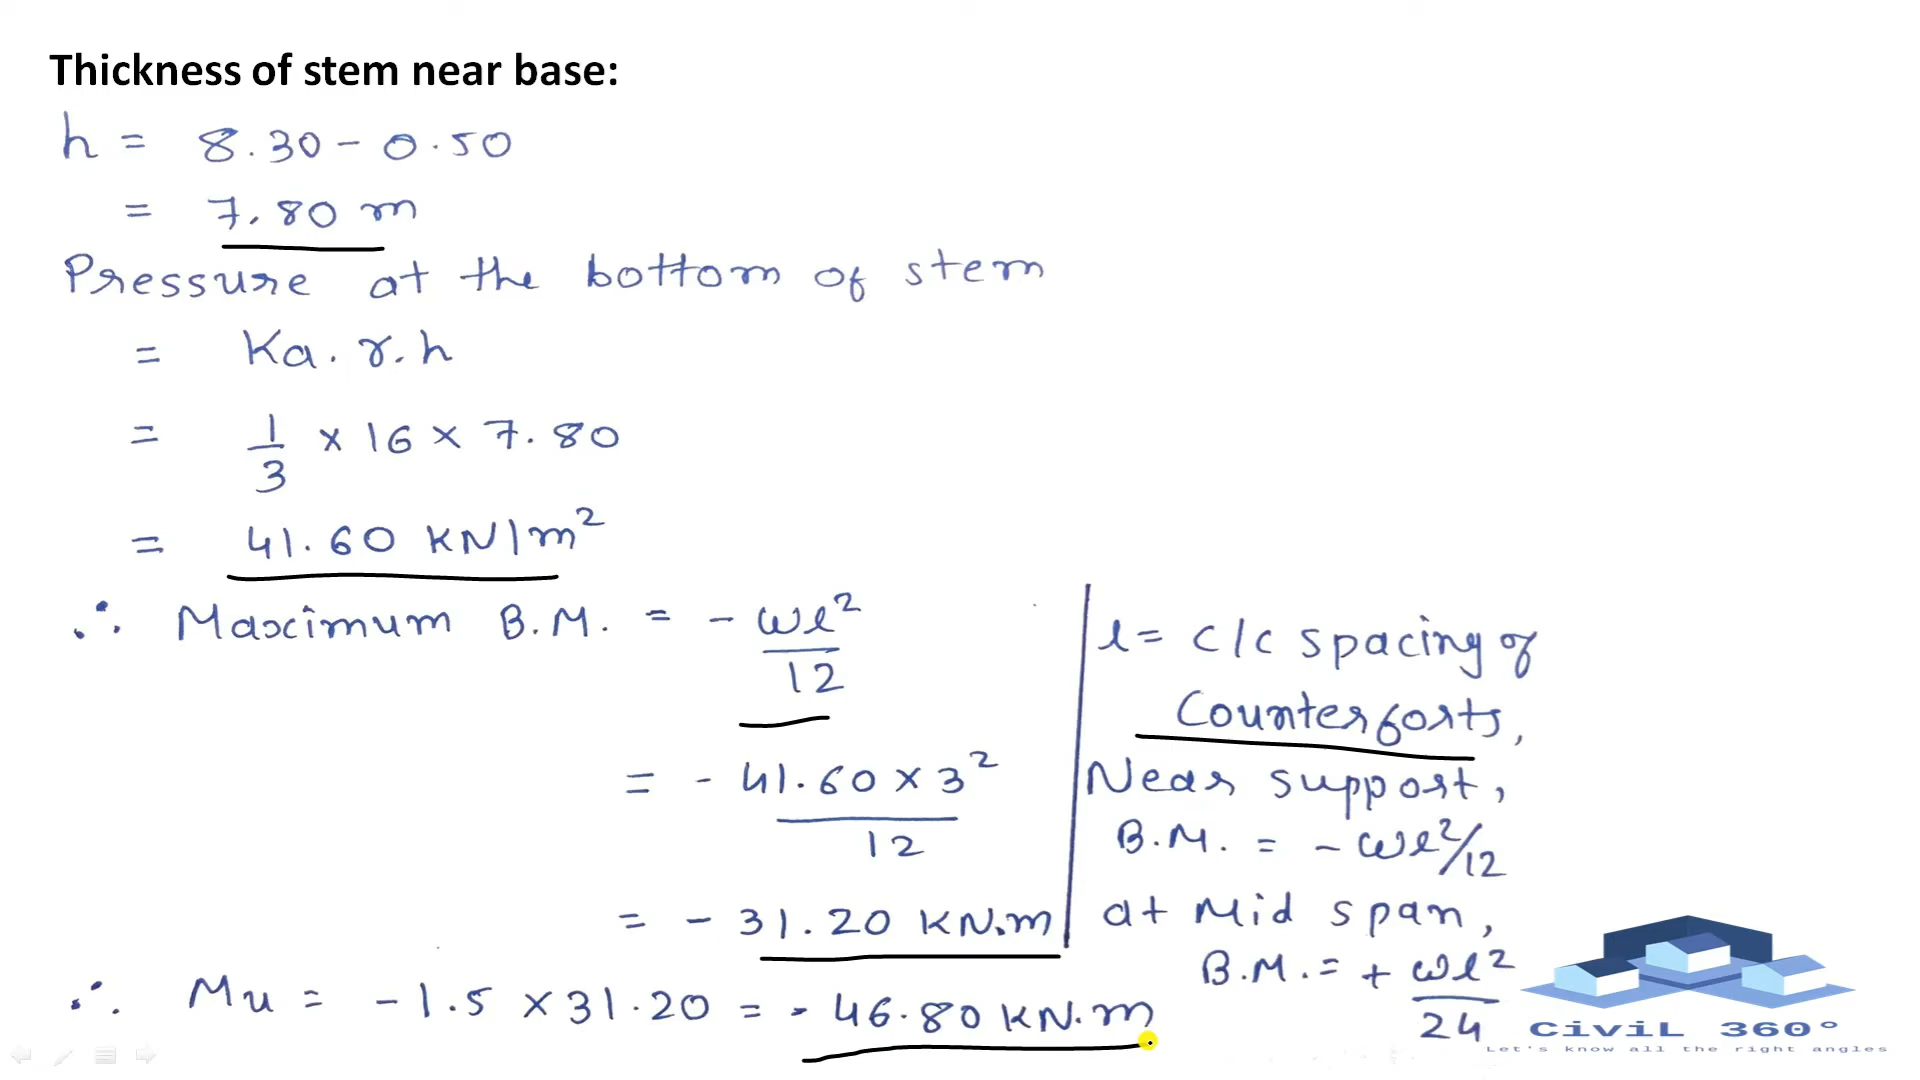 Thickness of stem near base:
h = 8.30 - 0.50
= 7.80 m
Pressure at the bottom of stem
= Ka. γ. h
= 1/3 × 16 × 7.80
= 41.60 KN/m²
∴ Maximum B.M. = - wl²/12
= - 41.60 × 3²/12
= - 31.20 KN.m
∴ Mu = -1.5 × 31.20 = - 46.80 KN.m
l = c/c spacing of
Counterforts,
Near support,
B.M. = - wl²/12
at Mid span,
B.M. = + wl²/24
CiviL 360°
Let's know all the right angles